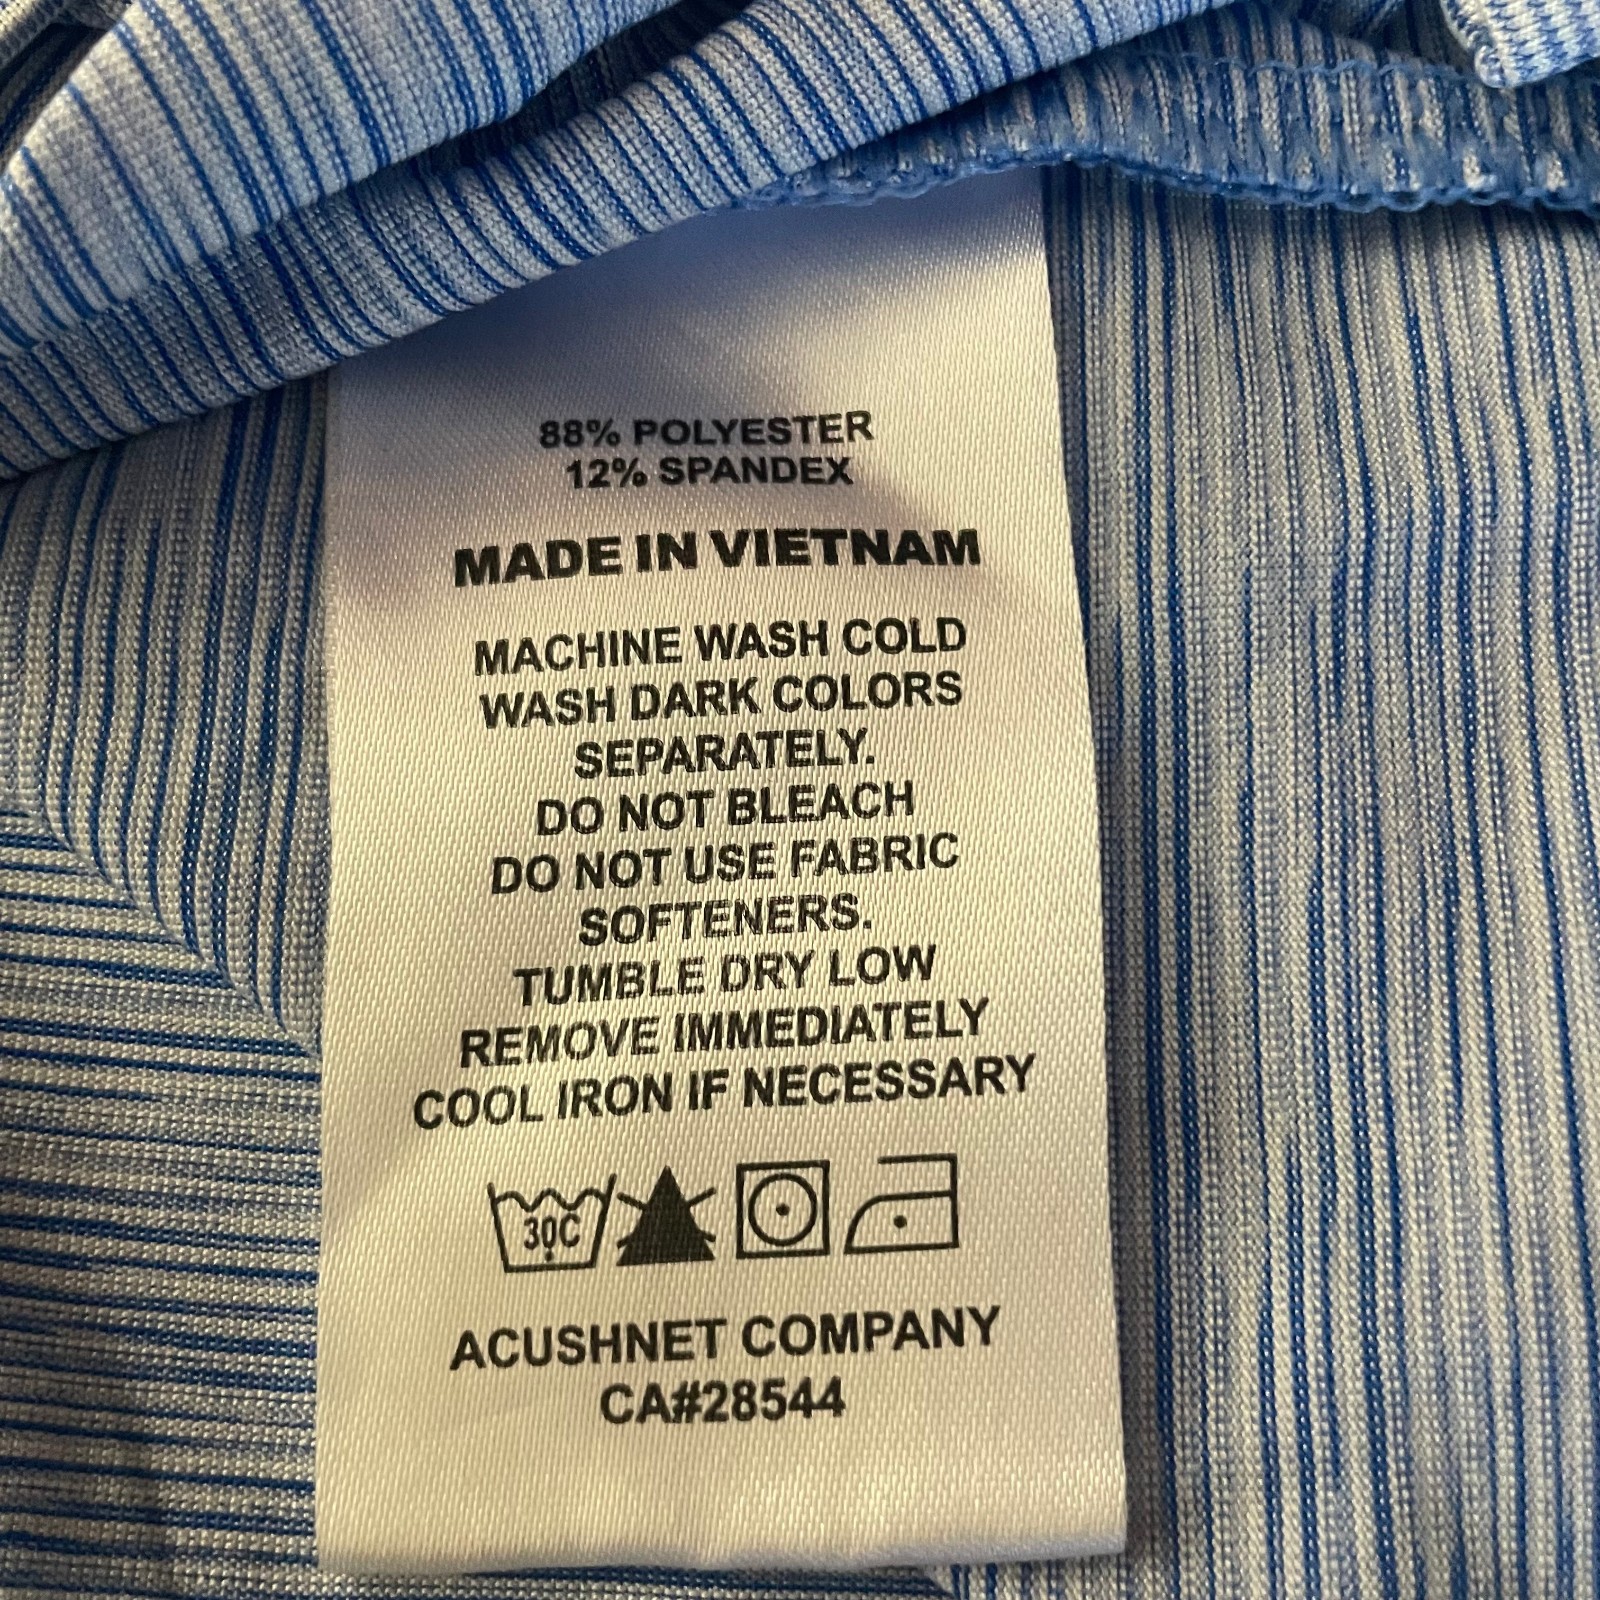 88% POLYESTER
12% SPANDEX
MADE IN VIETNAM
MACHINE WASH COLD
WASH DARK COLORS
SEPARATELY.
DO NOT BLEACH
DO NOT USE FABRIC
SOFTENERS.
TUMBLE DRY LOW
REMOVE IMMEDIATELY
COOL IRON IF NECESSARY
30C
ACUSHNET COMPANY
CA#28544